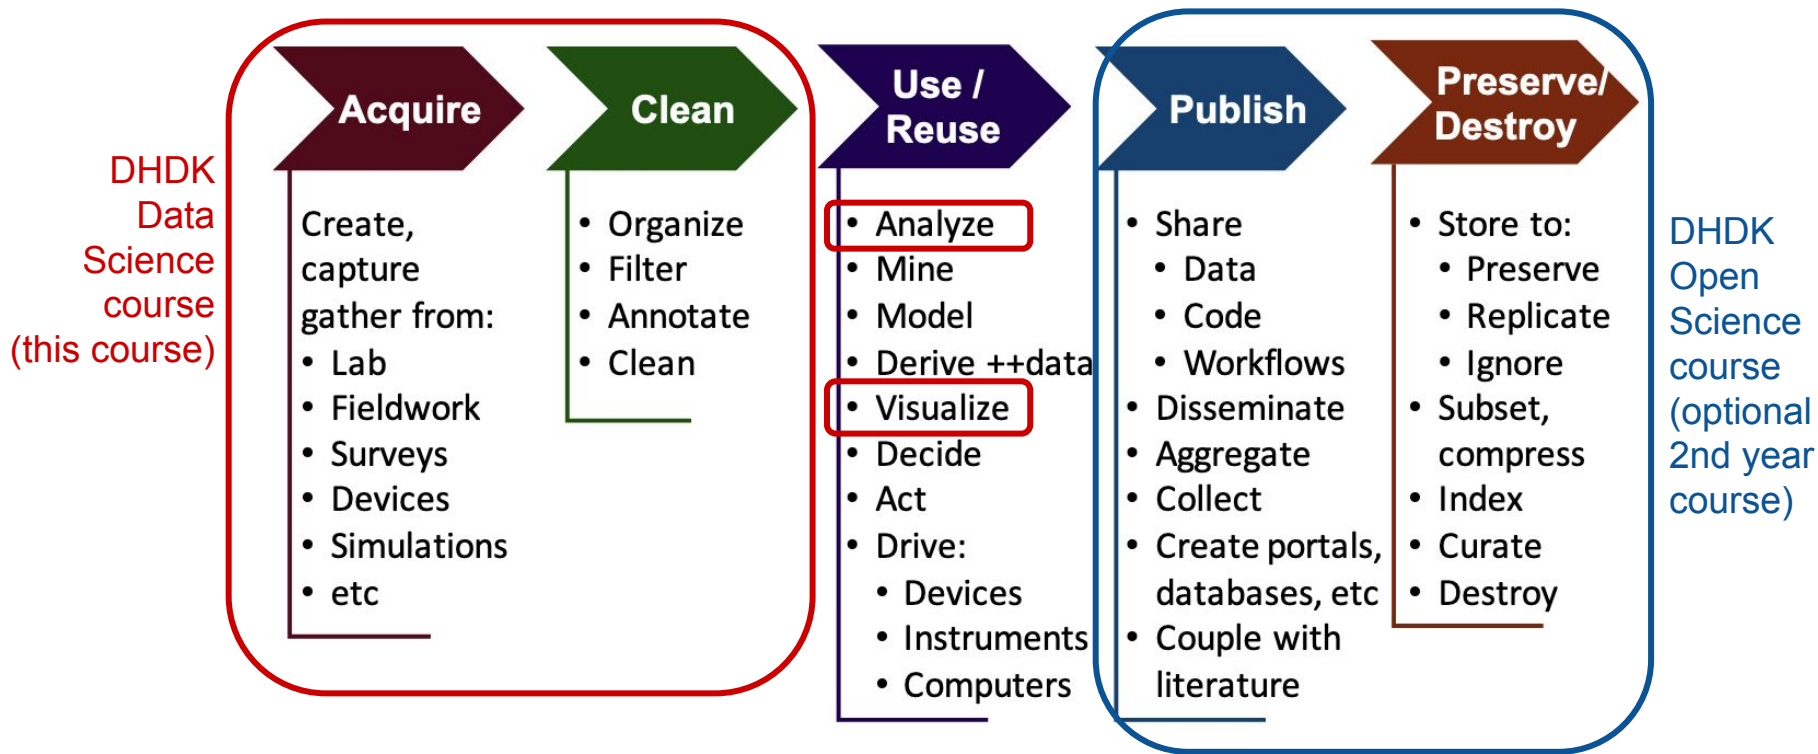 DHDK
Data
Science
course
(this course)
Acquire
Create,
capture
gather from:
• Lab
• Fieldwork
• Surveys
• Devices
• Simulations
• etc
Clean
• Organize
• Filter
• Annotate
• Clean
Use /
Reuse
• Analyze
• Mine
• Model
• Derive ++data
• Visualize
• Decide
• Act
• Drive:
• Devices
• Instruments
• Computers
Publish
• Share
• Data
• Code
• Workflows
• Disseminate
• Aggregate
• Collect
• Create portals,
databases, etc
• Couple with
literature
Preserve/
Destroy
• Store to:
• Preserve
• Replicate
• Ignore
• Subset,
compress
• Index
• Curate
• Destroy
DHDK
Open
Science
course
(optional
2nd year
course)